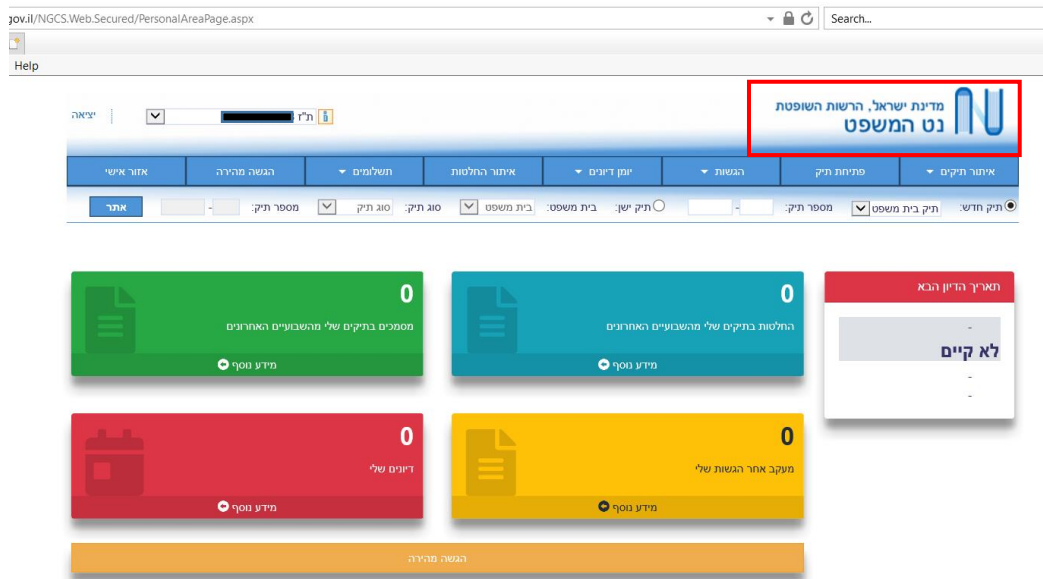 gov.il/NGCS.Web.Secured/PersonalAreaPage.aspx
Search...
Help
מדינת ישראל, הרשות השופטת
נט המשפט
ת"ז
יציאה
איתור תיקים
פתיחת תיק
הגשות
יומן דיונים
איתור החלטות
תשלומים
הגשה מהירה
אזור אישי
תיק חדש: תיק בית משפט מספר תיק: - תיק ישן: בית משפט: בית משפט סוג תיק: סוג תיק מספר תיק: - אתר
תאריך הדיון הבא
-
לא קיים
-
-
0
החלטות בתיקים שלי מהשבועיים האחרונים
מידע נוסף
0
מסמכים בתיקים שלי מהשבועיים האחרונים
מידע נוסף
0
מעקב אחר הגשות שלי
מידע נוסף
0
דיונים שלי
מידע נוסף
הגשה מהירה